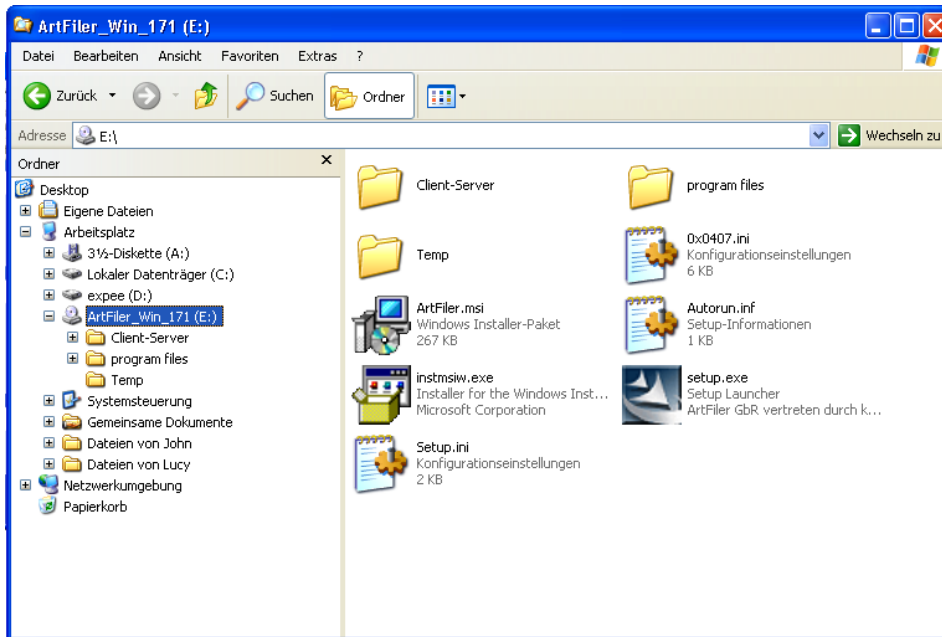 ArtFiler_Win_171 (E:)
Datei Bearbeiten Ansicht Favoriten Extras ?
Zurück Suchen Ordner
Adresse E:\ Wechseln zu
Ordner
Desktop
Eigene Dateien
Arbeitsplatz
3½-Diskette (A:)
Lokaler Datenträger (C:)
expee (D:)
ArtFiler_Win_171 (E:)
Client-Server
program files
Temp
Systemsteuerung
Gemeinsame Dokumente
Dateien von John
Dateien von Lucy
Netzwerkumgebung
Papierkorb
Client-Server
program files
Temp
0x0407.ini
Konfigurationseinstellungen
6 KB
ArtFiler.msi
Windows Installer-Paket
267 KB
Autorun.inf
Setup-Informationen
1 KB
instmsiw.exe
Installer for the Windows Inst...
Microsoft Corporation
setup.exe
Setup Launcher
ArtFiler GbR vertreten durch k...
Setup.ini
Konfigurationseinstellungen
2 KB